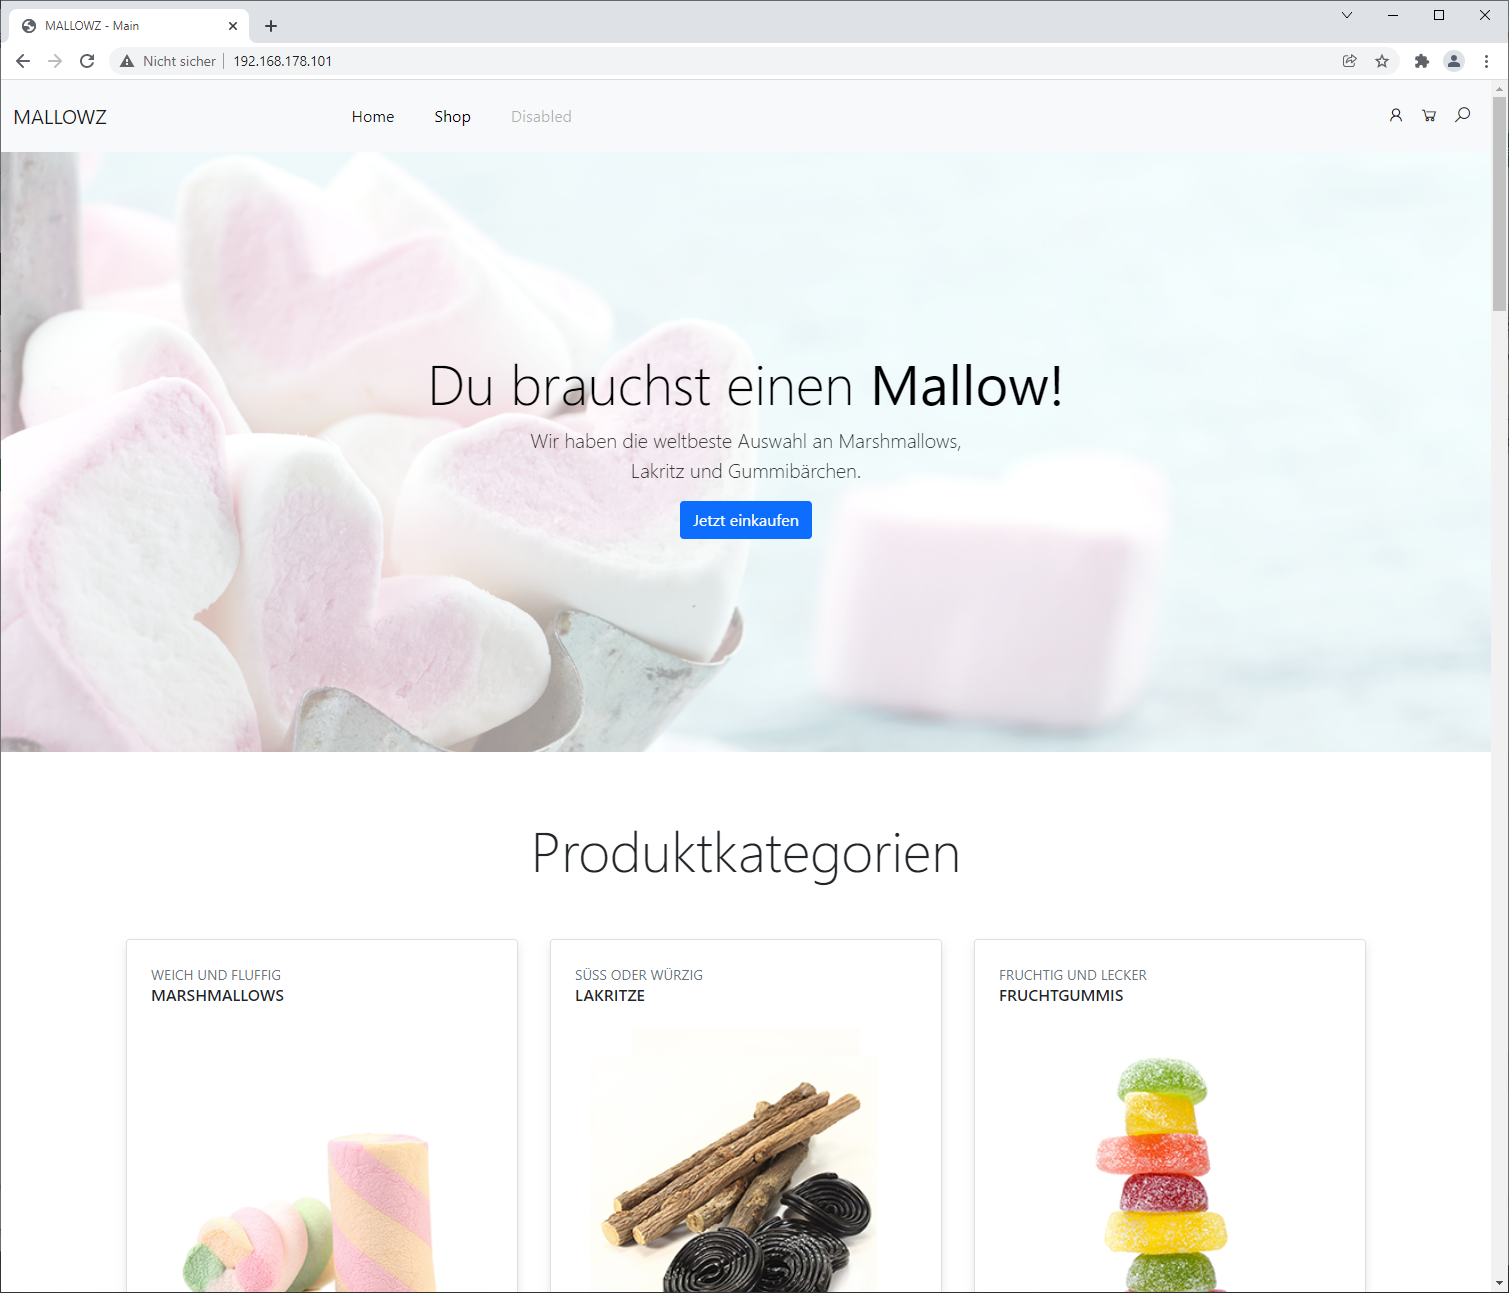 MALLOWZ - Main
Nicht sicher
192.168.178.101
MALLOWZ
Home
Shop
Disabled
Du brauchst einen Mallow!
Wir haben die weltbeste Auswahl an Marshmallows,
Lakritz und Gummibärchen.
Jetzt einkaufen
Produktkategorien
WEICH UND FLUFFIG
MARSHMALLOWS
SÜSS ODER WÜRZIG
LAKRITZE
FRUCHTIG UND LECKER
FRUCHTGUMMIS